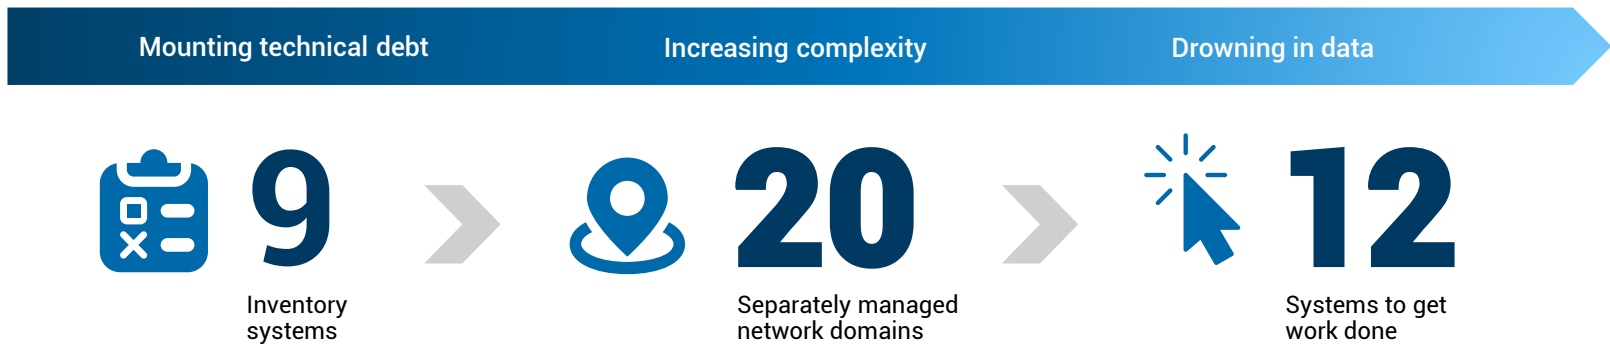 Mounting technical debt
Increasing complexity
Drowning in data
9
Inventory
systems
20
Separately managed
network domains
12
Systems to get
work done